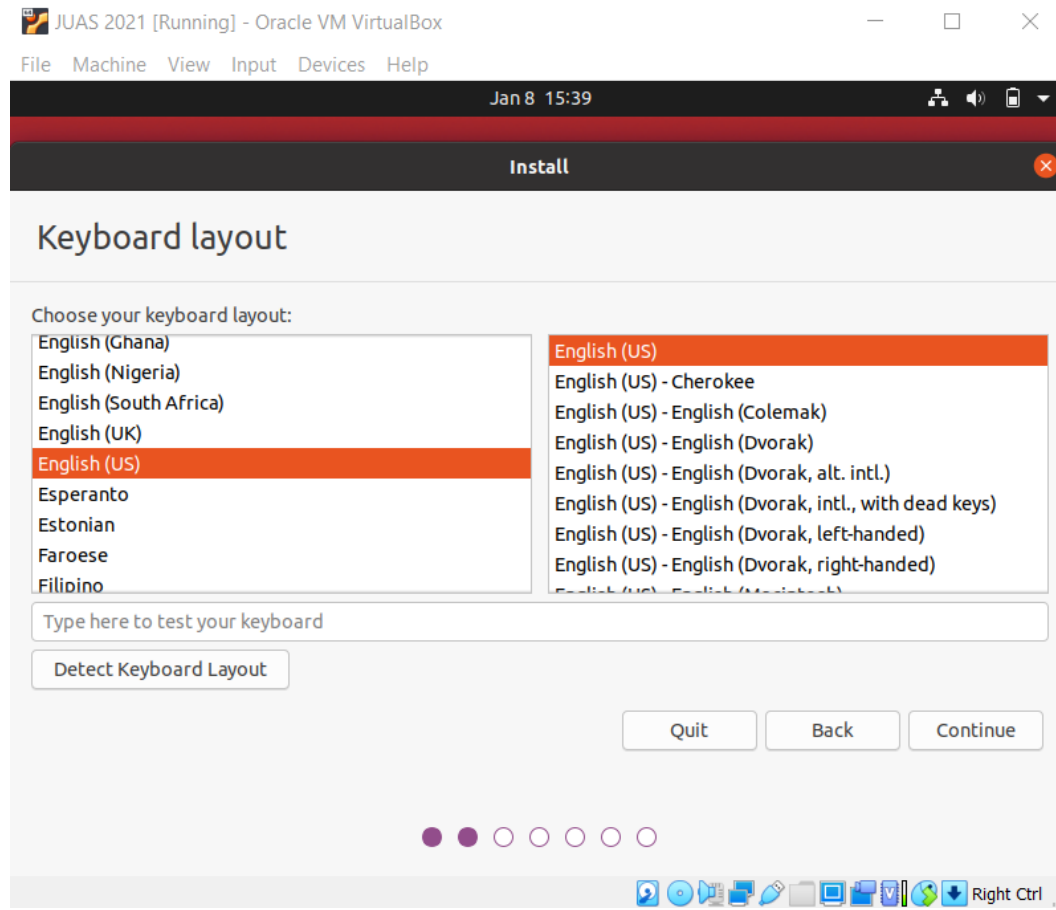 JUAS 2021 [Running] - Oracle VM VirtualBox
File Machine View Input Devices Help
Jan 8 15:39
Install
Keyboard layout
Choose your keyboard layout:
English (Ghana)
English (Nigeria)
English (South Africa)
English (UK)
English (US)
Esperanto
Estonian
Faroese
Filipino
English (US)
English (US) - Cherokee
English (US) - English (Colemak)
English (US) - English (Dvorak)
English (US) - English (Dvorak, alt. intl.)
English (US) - English (Dvorak, intl., with dead keys)
English (US) - English (Dvorak, left-handed)
English (US) - English (Dvorak, right-handed)
English (US) - English (Macintosh)
Type here to test your keyboard
Detect Keyboard Layout
Quit Back Continue
Right Ctrl